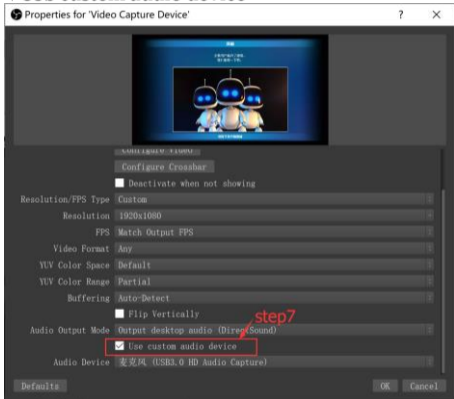 Properties for 'Video Capture Device'
? ×
Configure Video
Configure Crossbar
Deactivate when not showing
Resolution/FPS Type Custom
Resolution 1920x1080
FPS Match Output FPS
Video Format Any
YUV Color Space Default
YUV Color Range Partial
Buffering Auto-Detect
Flip Vertically
step7
Audio Output Mode Output desktop audio (DirectSound)
Use custom audio device
Audio Device 麦克风 (USB3.0 HD Audio Capture)
Defaults OK Cancel